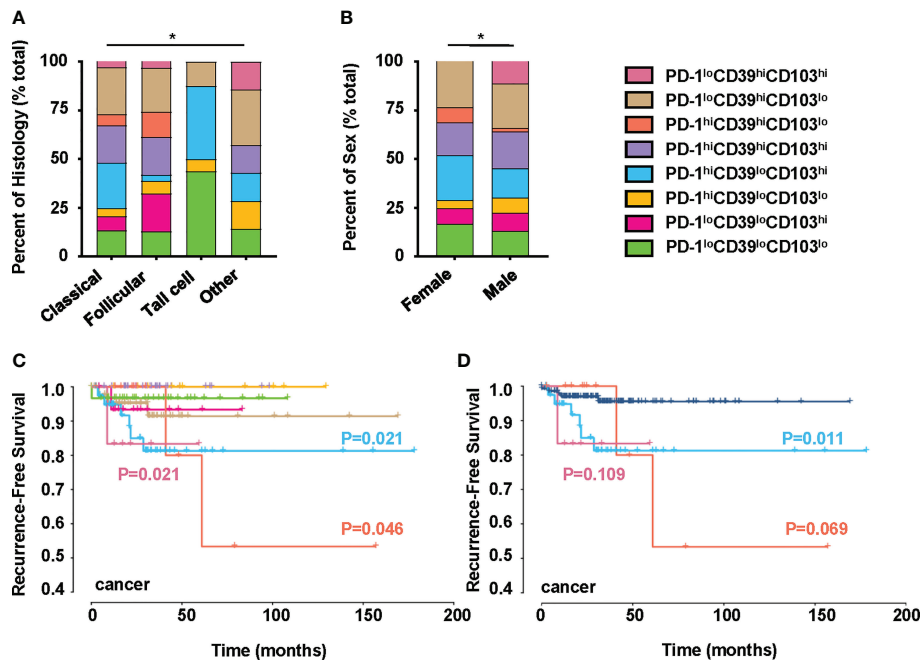 A
*
Percent of Histology (% total)
100
75
50
25
0
Classical
Follicular
Tall cell
Other
B
*
Percent of Sex (% total)
100
75
50
25
0
Female
Male
PD-1loCD39hiCD103hi
PD-1loCD39hiCD103lo
PD-1hiCD39hiCD103lo
PD-1hiCD39hiCD103hi
PD-1hiCD39loCD103hi
PD-1hiCD39loCD103lo
PD-1loCD39loCD103hi
PD-1loCD39loCD103lo
C
Recurrence-Free Survival
1.0
0.9
0.8
0.7
0.6
0.5
0.4
P=0.021
P=0.021
P=0.046
cancer
0
50
100
150
200
Time (months)
D
Recurrence-Free Survival
1.0
0.9
0.8
0.7
0.6
0.5
0.4
P=0.011
P=0.109
P=0.069
cancer
0
50
100
150
200
Time (months)